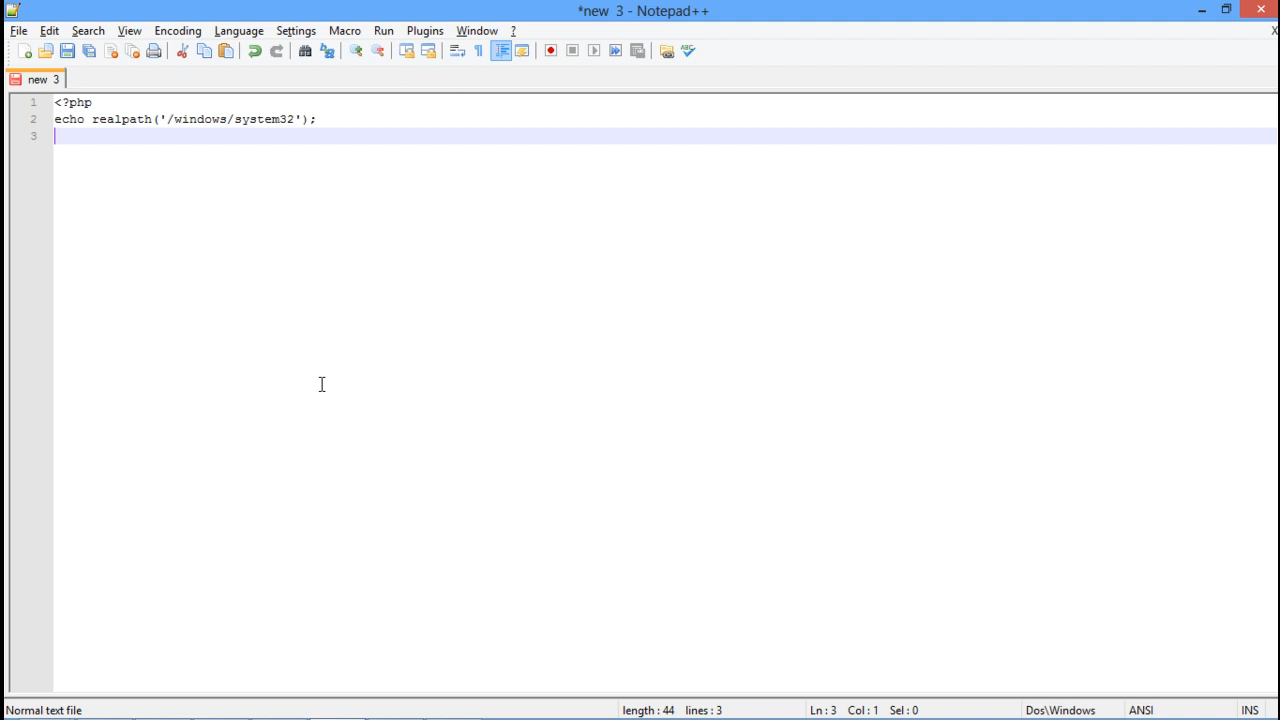 *new 3 - Notepad++
File Edit Search View Encoding Language Settings Macro Run Plugins Window ? X
new 3
1 <?php
2 echo realpath('/windows/system32');
3
Normal text file length : 44 lines : 3 Ln : 3 Col : 1 Sel : 0 Dos\Windows ANSI INS